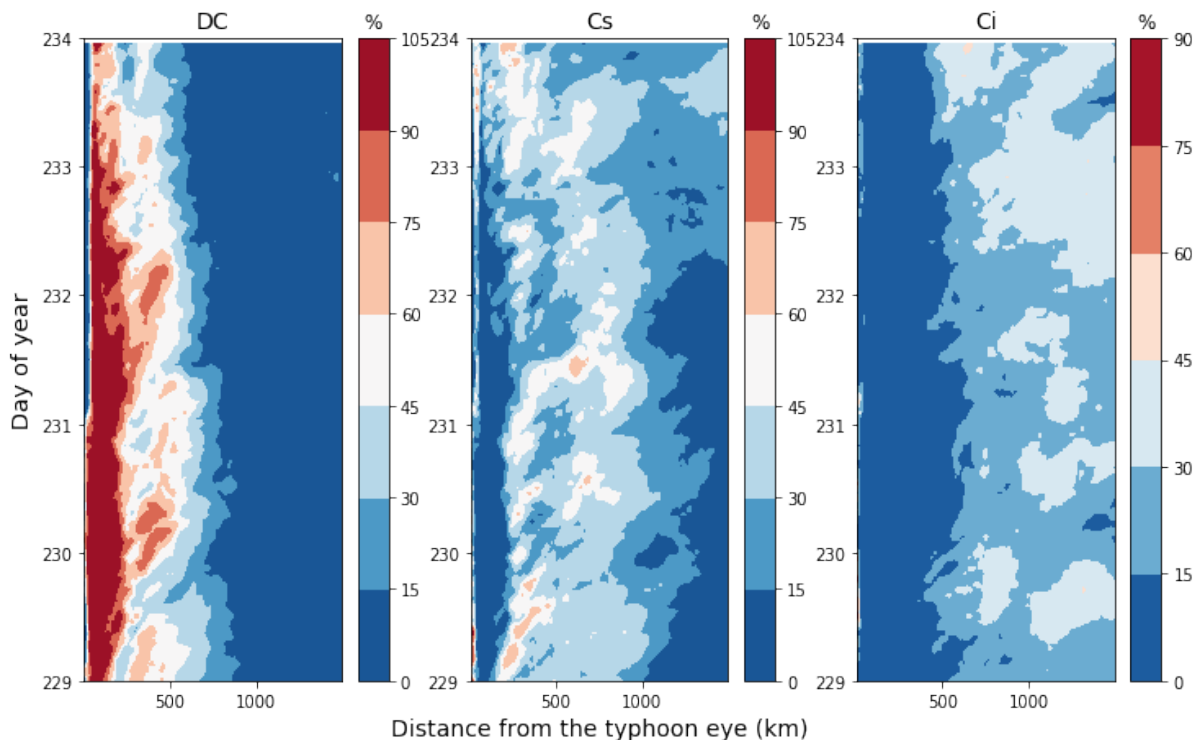 DC % Cs % Ci %
234 105 234 105 234 90
233 90 233 90 233 75
75 75
232 232 232 60
60 60
Day of year
45
231 45 231 45 231
30
30 30
230 230 230
15 15 15
229 0 229 0 229 0
500 1000 500 1000 500 1000
Distance from the typhoon eye (km)